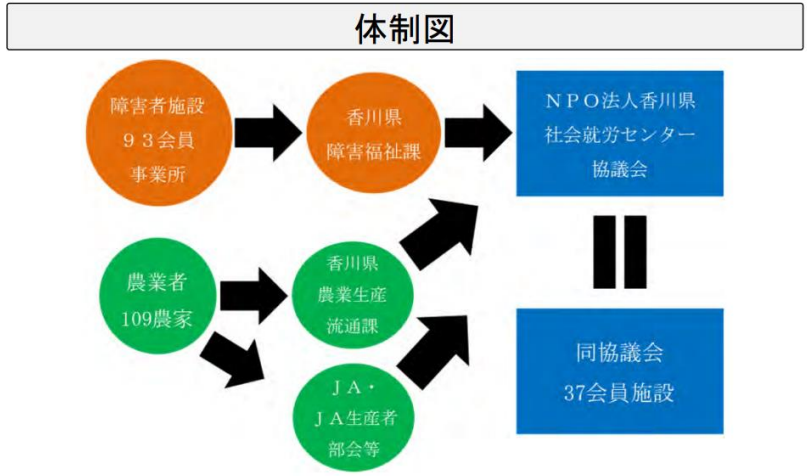 体制図
障害者施設
９３会員
事業所
香川県
障害福祉課
ＮＰＯ法人香川県
社会就労センター
協議会
農業者
109農家
香川県
農業生産
流通課
ＪＡ・
ＪＡ生産者
部会等
同協議会
37会員施設